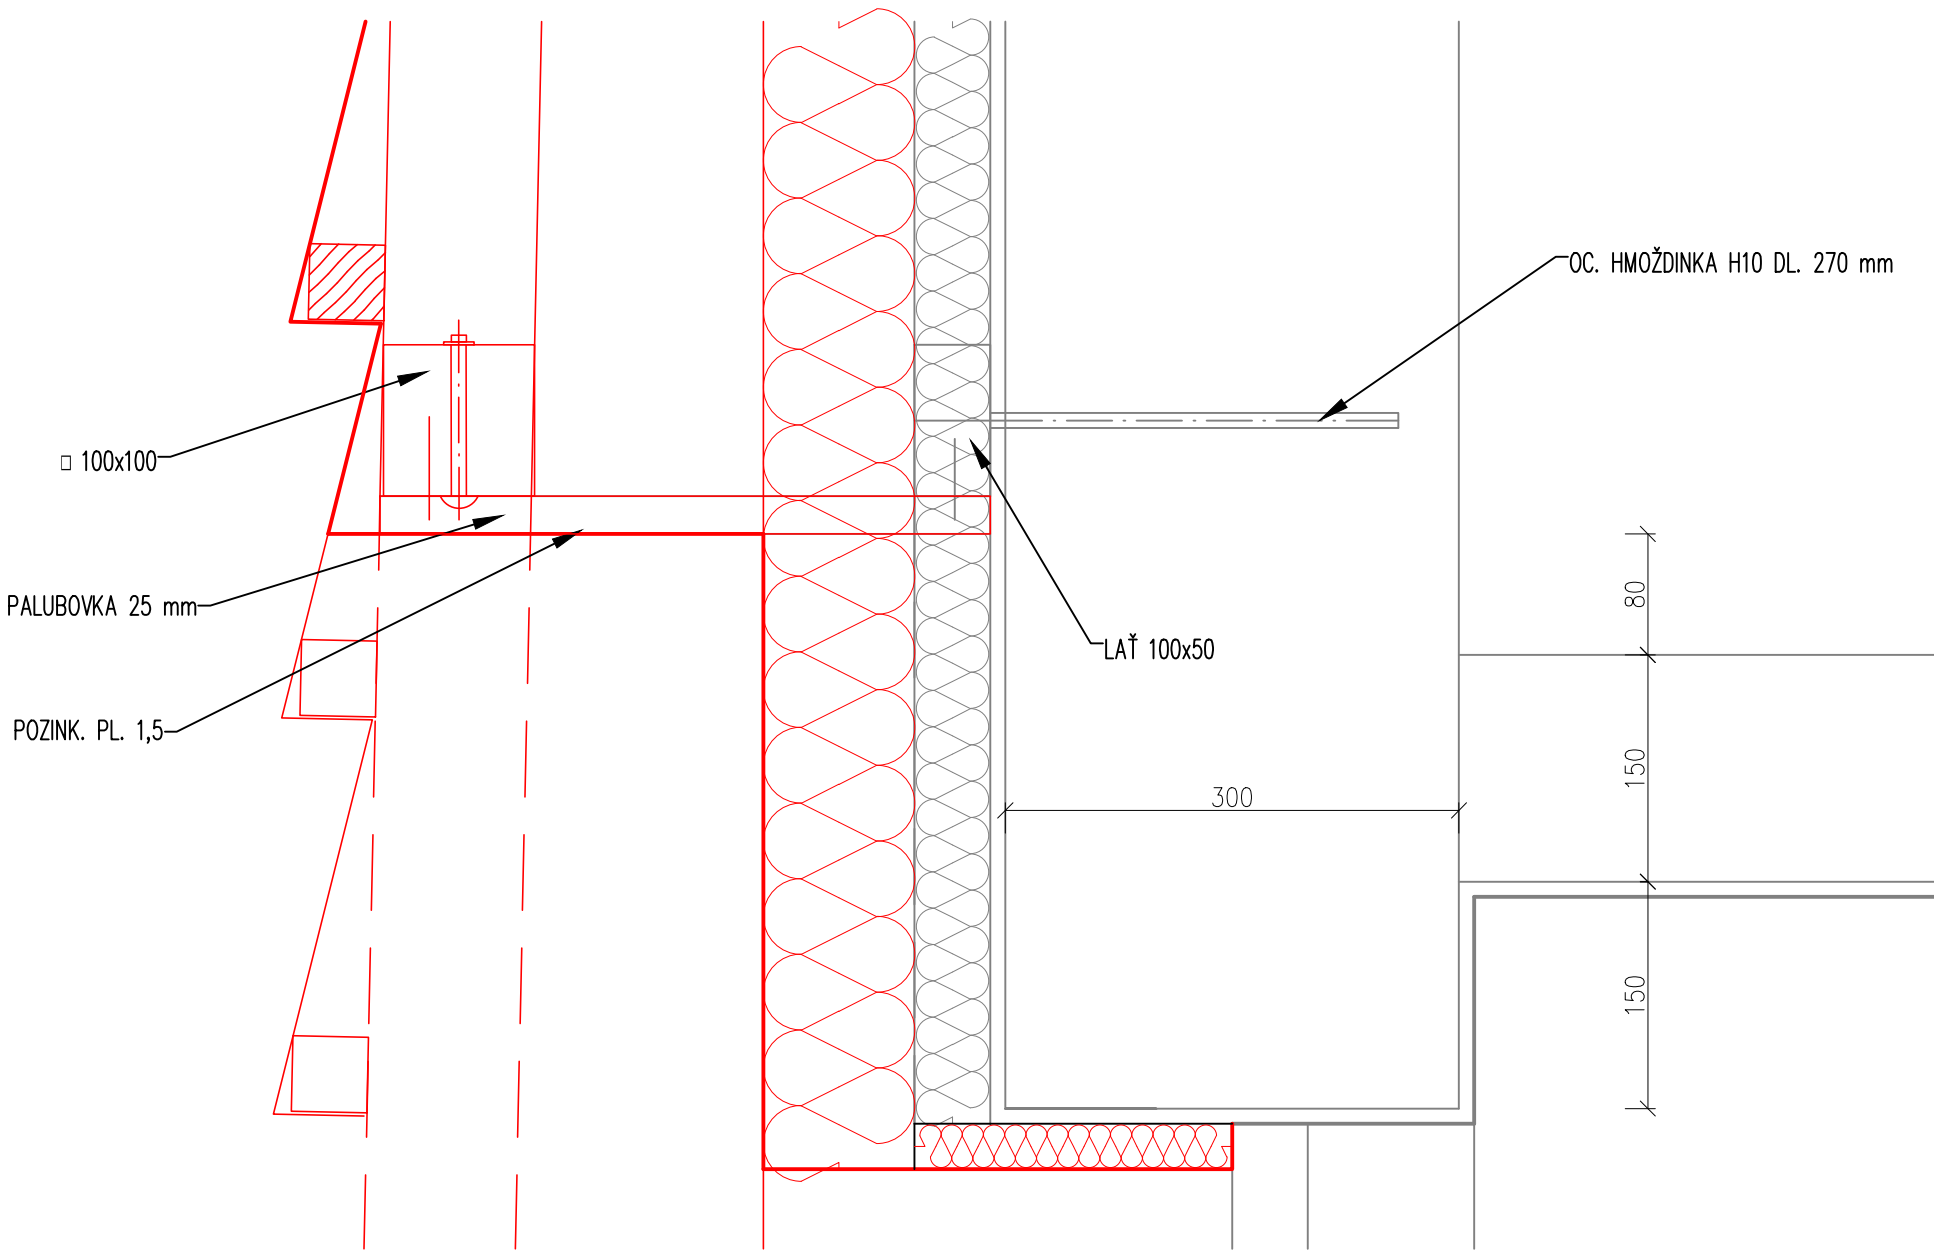 OC. HMOŽDINKA H10 DL. 270 mm
□ 100x100
PALUBOVKA 25 mm
LAŤ 100x50
POZINK. PL. 1,5
300
80
150
150